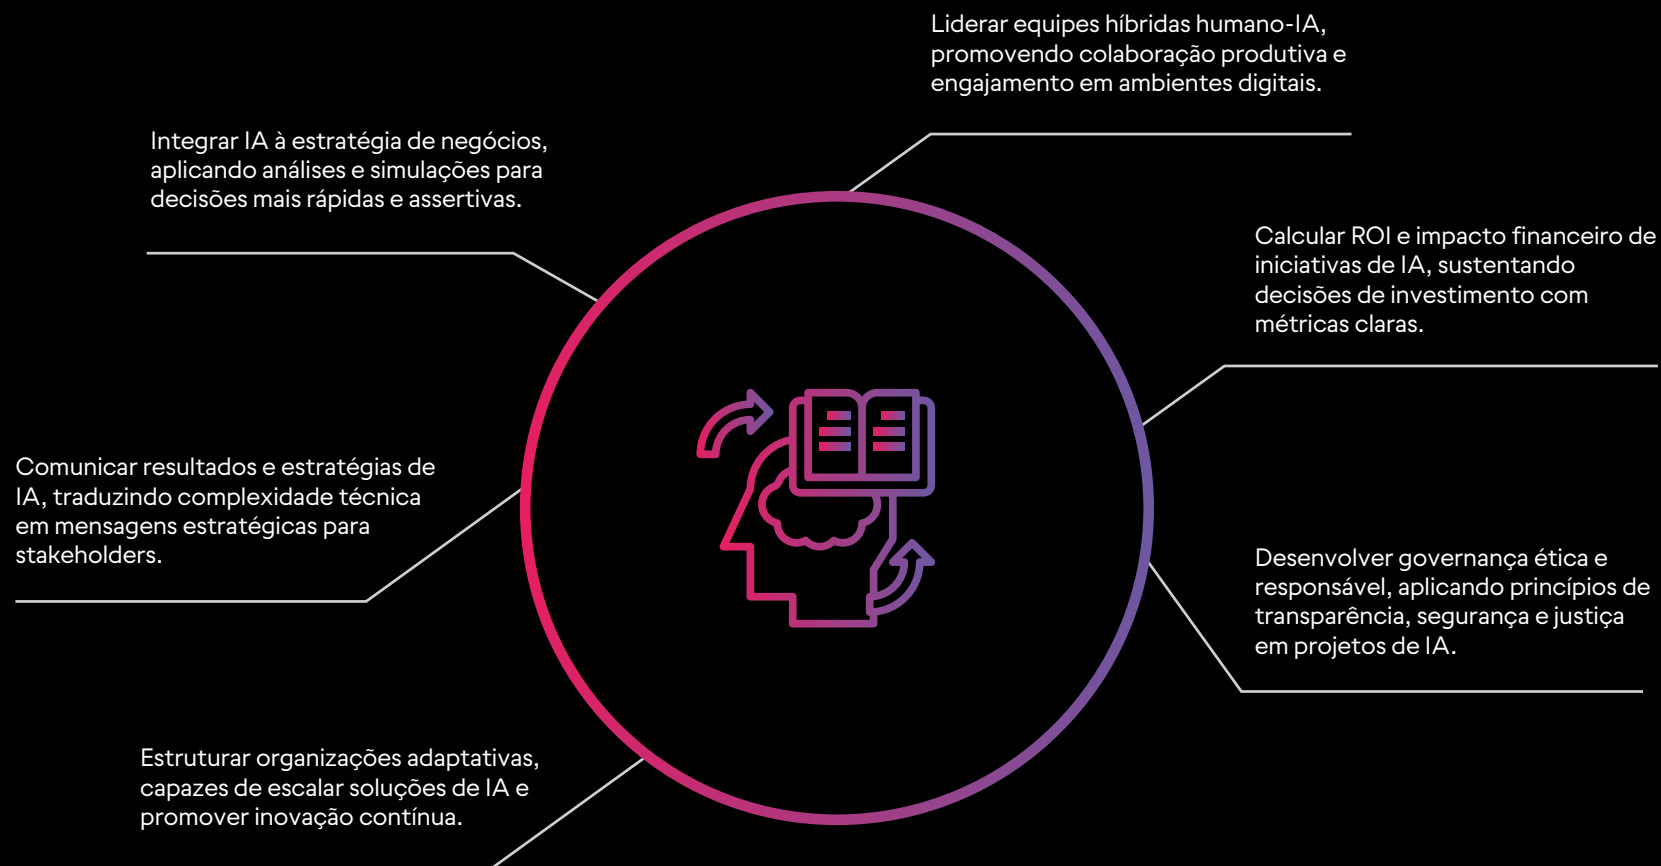 Liderar equipes híbridas humano-IA,
promovendo colaboração produtiva e
engajamento em ambientes digitais.
Integrar IA à estratégia de negócios,
aplicando análises e simulações para
decisões mais rápidas e assertivas.
Calcular ROI e impacto financeiro de
iniciativas de IA, sustentando
decisões de investimento com
métricas claras.
Comunicar resultados e estratégias de
IA, traduzindo complexidade técnica
em mensagens estratégicas para
stakeholders.
Desenvolver governança ética e
responsável, aplicando princípios de
transparência, segurança e justiça
em projetos de IA.
Estruturar organizações adaptativas,
capazes de escalar soluções de IA e
promover inovação contínua.